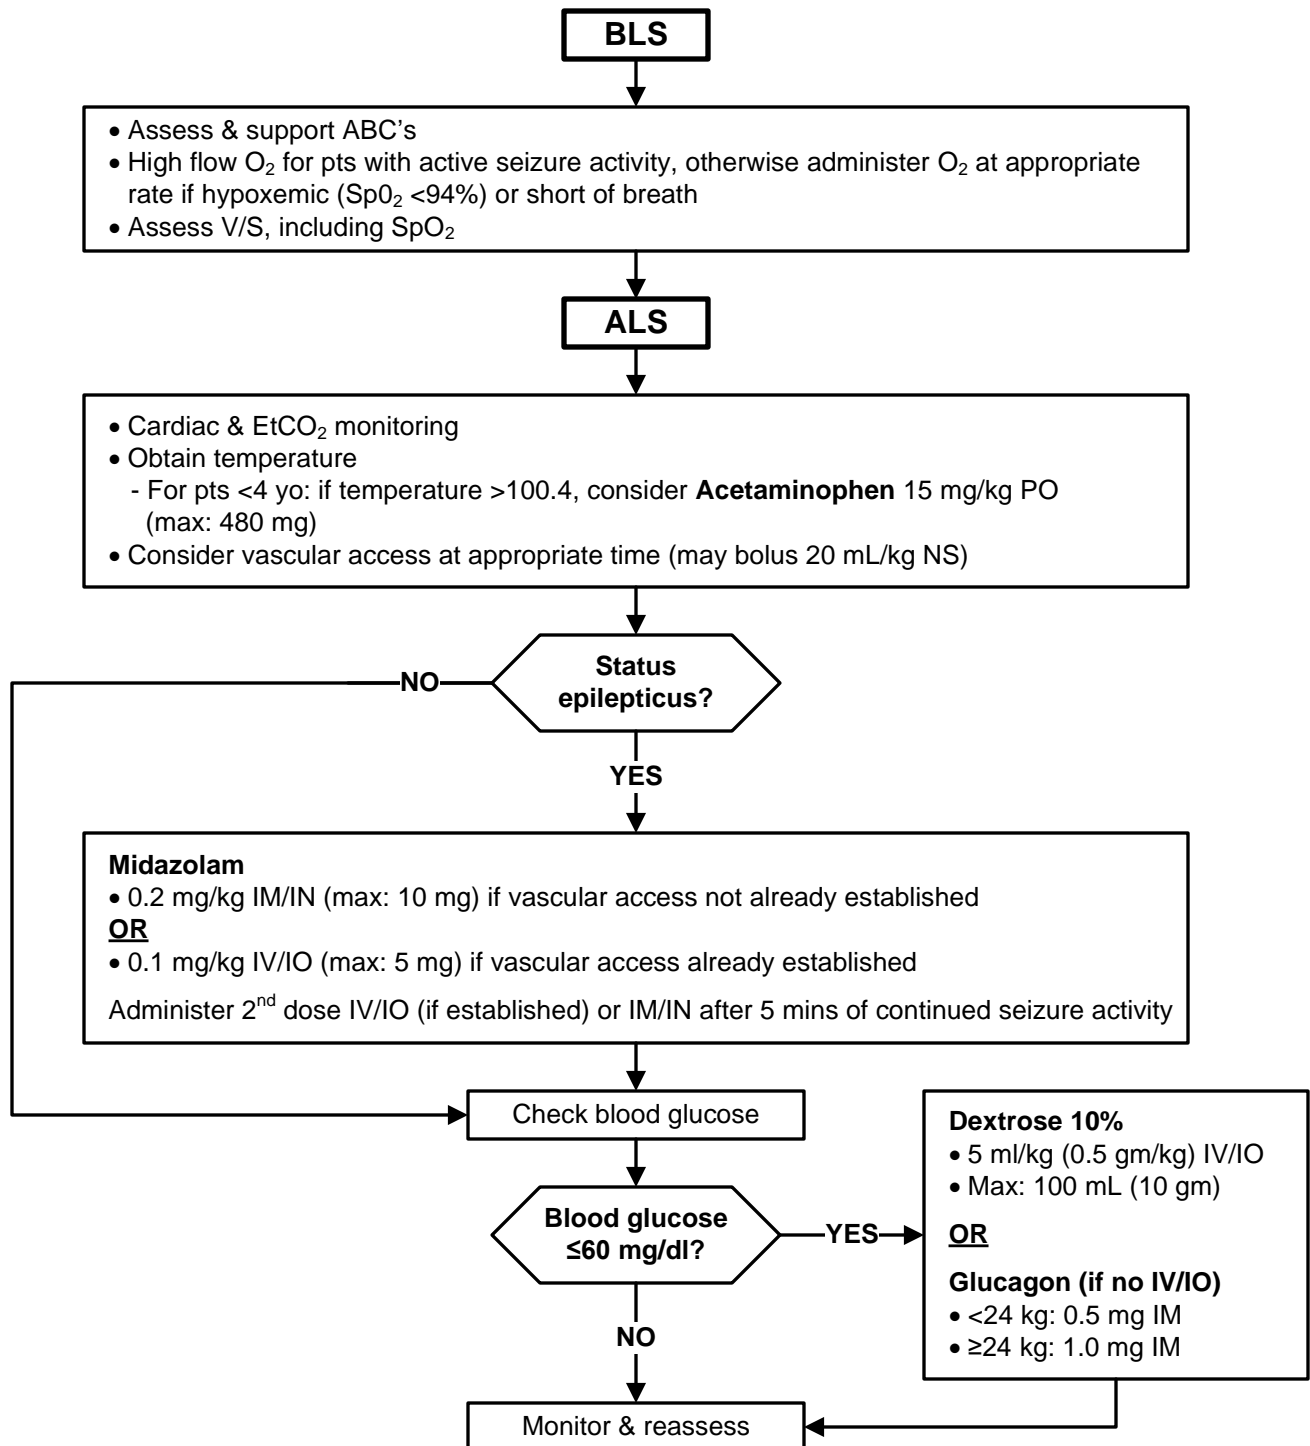 BLS
• Assess & support ABC's
• High flow O₂ for pts with active seizure activity, otherwise administer O₂ at appropriate
rate if hypoxemic (Sp0₂ <94%) or short of breath
• Assess V/S, including SpO₂
ALS
• Cardiac & EtCO₂ monitoring
• Obtain temperature
- For pts <4 yo: if temperature >100.4, consider Acetaminophen 15 mg/kg PO
(max: 480 mg)
• Consider vascular access at appropriate time (may bolus 20 mL/kg NS)
Status
epilepticus?
NO
YES
Midazolam
• 0.2 mg/kg IM/IN (max: 10 mg) if vascular access not already established
OR
• 0.1 mg/kg IV/IO (max: 5 mg) if vascular access already established
Administer 2nd dose IV/IO (if established) or IM/IN after 5 mins of continued seizure activity
Check blood glucose
Blood glucose
≤60 mg/dl?
YES
Dextrose 10%
• 5 ml/kg (0.5 gm/kg) IV/IO
• Max: 100 mL (10 gm)
OR
Glucagon (if no IV/IO)
• <24 kg: 0.5 mg IM
• ≥24 kg: 1.0 mg IM
NO
Monitor & reassess